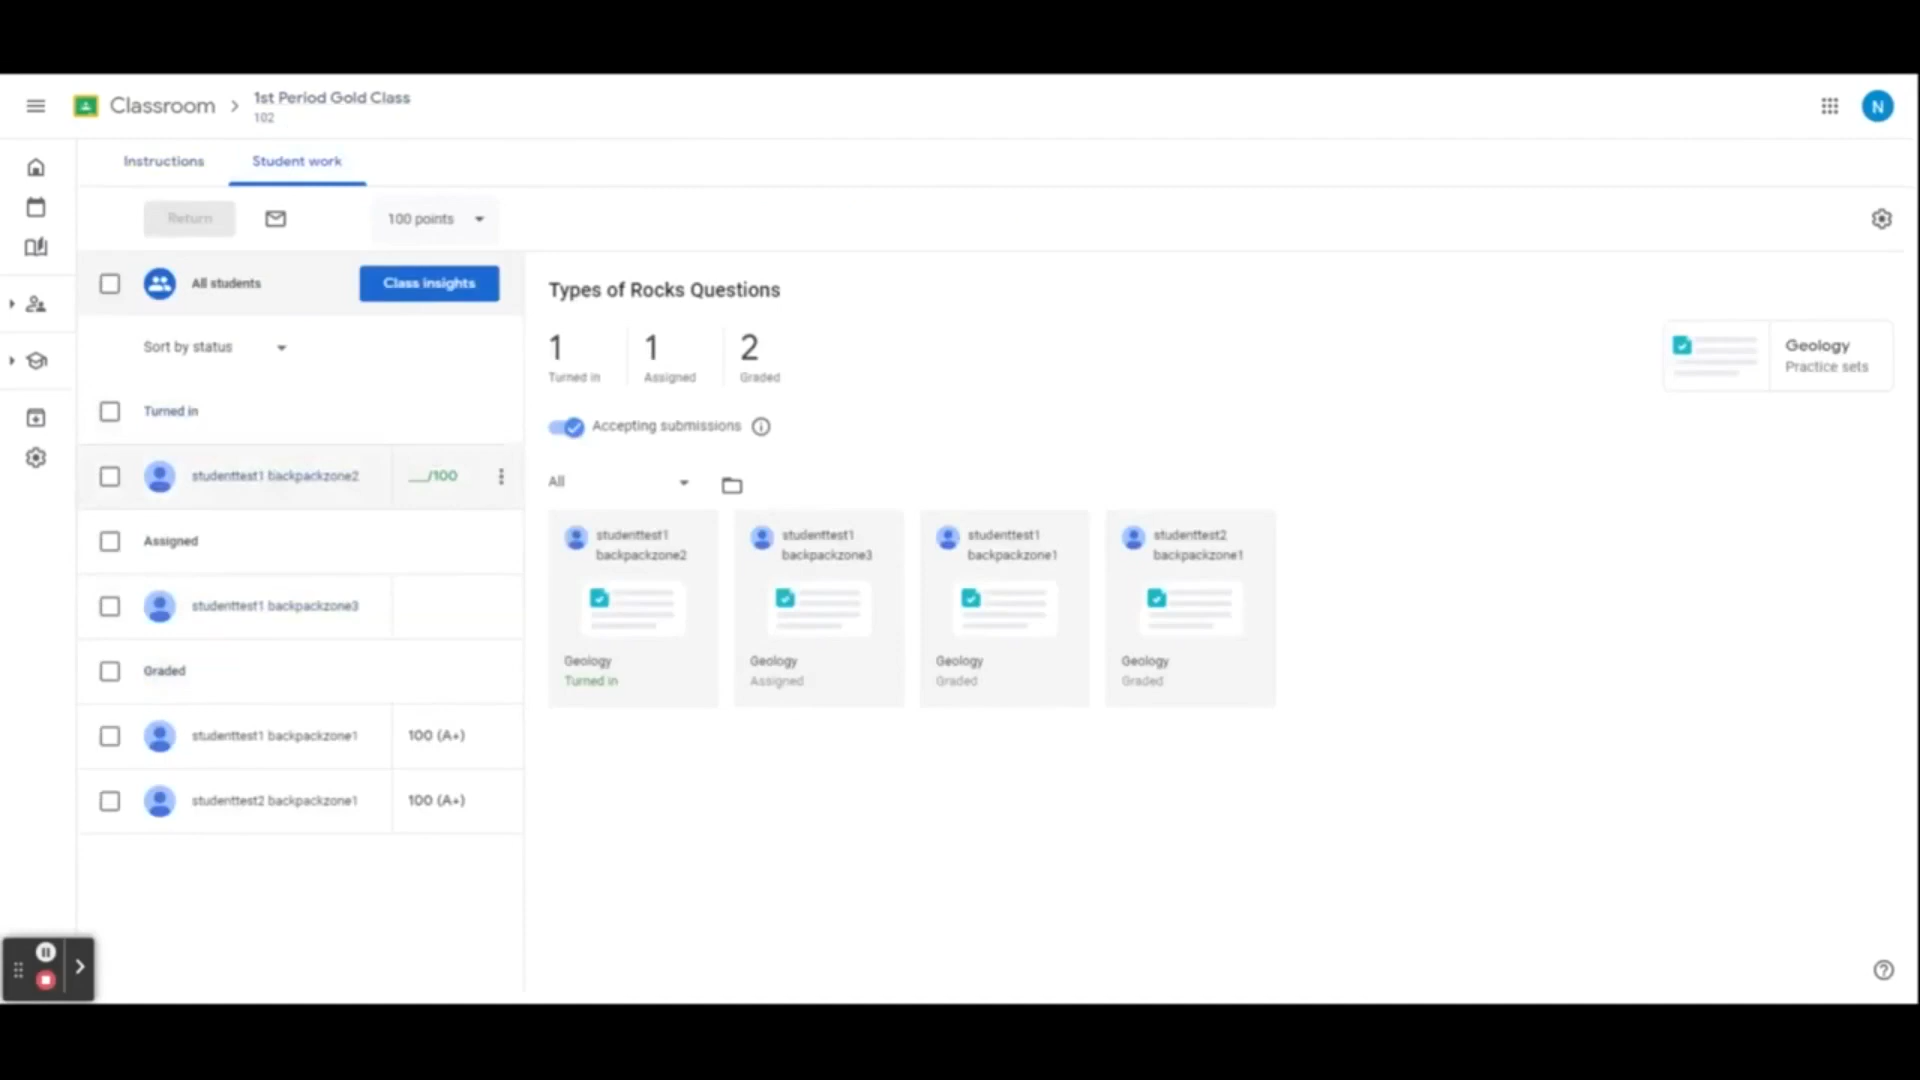 Classroom
1st Period Gold Class
102
N
Instructions
Student work
Return
100 points
All students
Class insights
Sort by status
Turned in
studenttest1 backpackzone2
__/100
Assigned
studenttest1 backpackzone3
Graded
studenttest1 backpackzone1
100 (A+)
studenttest2 backpackzone1
100 (A+)
Types of Rocks Questions
1
Turned in
1
Assigned
2
Graded
Geology
Practice sets
Accepting submissions
All
studenttest1
backpackzone2
Geology
Turned in
studenttest1
backpackzone3
Geology
Assigned
studenttest1
backpackzone1
Geology
Graded
studenttest2
backpackzone1
Geology
Graded